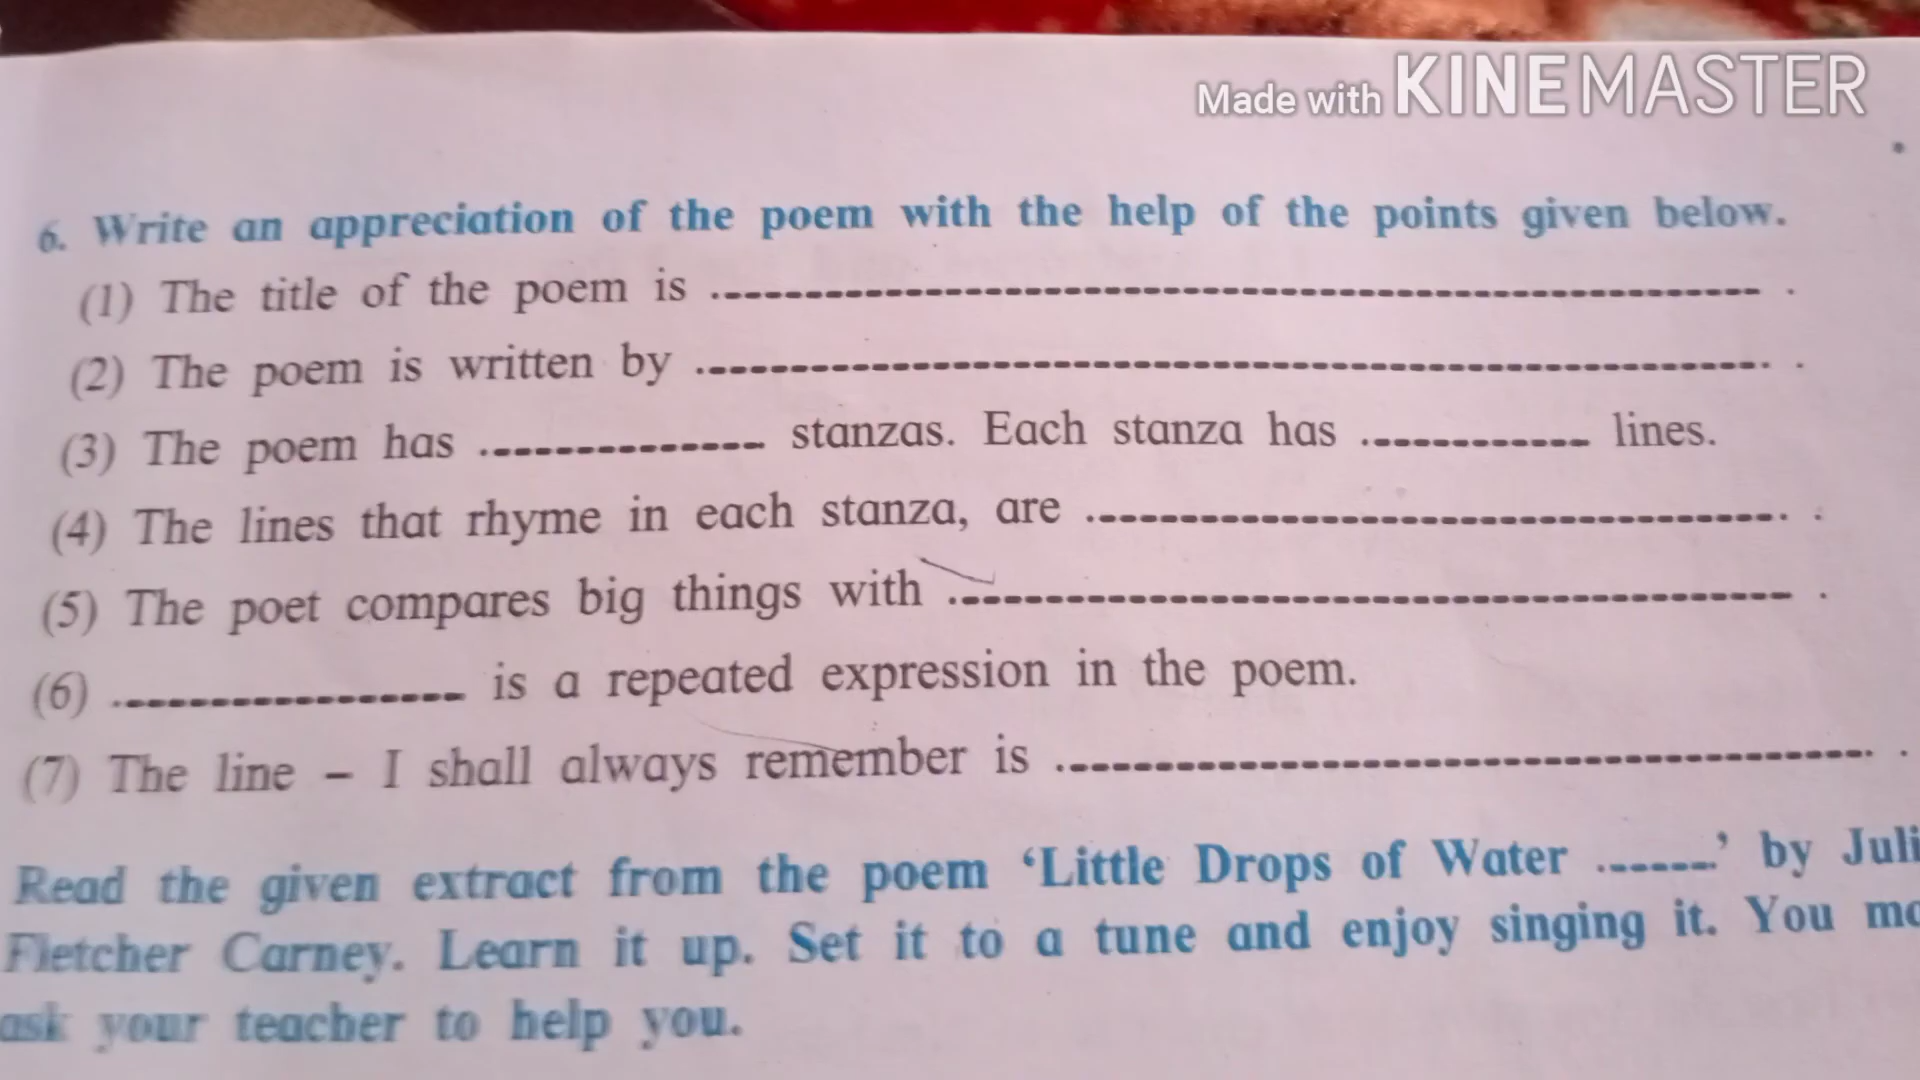 Made with KINEMASTER
6. Write an appreciation of the poem with the help of the points given below.
(1) The title of the poem is ------------------------ .
(2) The poem is written by ------------------------ .
(3) The poem has ------------ stanzas. Each stanza has ---------- lines.
(4) The lines that rhyme in each stanza, are ------------------ .
(5) The poet compares big things with ---------------------- .
(6) ---------------- is a repeated expression in the poem.
(7) The line – I shall always remember is -------------------- .
Read the given extract from the poem ‘Little Drops of Water ------’ by Juli
Fletcher Carney. Learn it up. Set it to a tune and enjoy singing it. You
ask your teacher to help you.